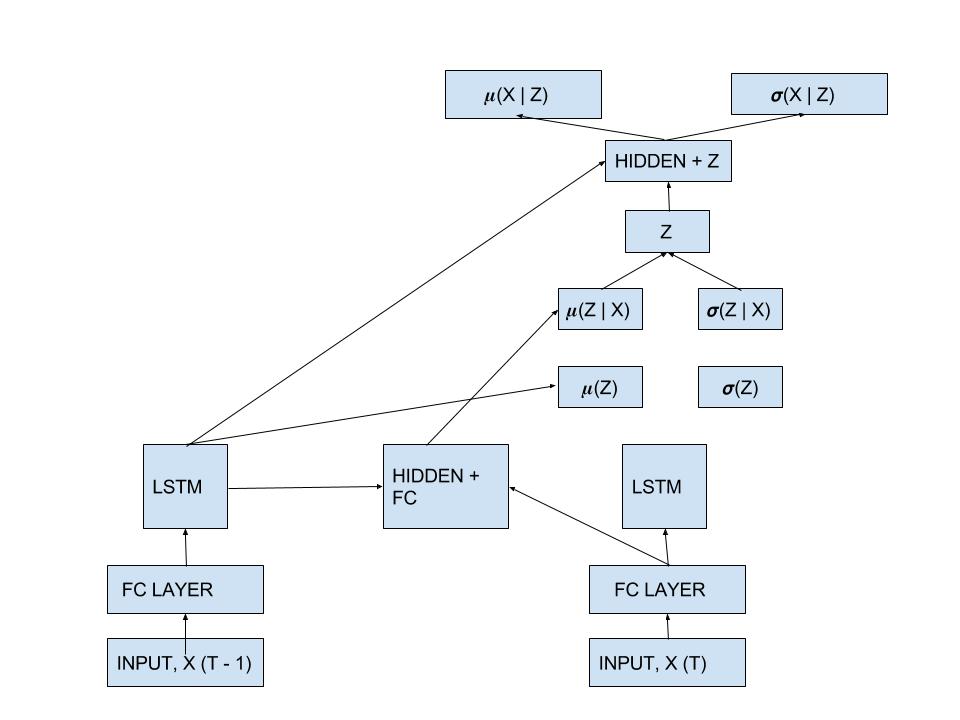 𝝁(X | Z)
𝝈(X | Z)
HIDDEN + Z
Z
𝝁(Z | X)
𝝈(Z | X)
𝝁(Z)
𝝈(Z)
LSTM
HIDDEN +
FC
LSTM
FC LAYER
FC LAYER
INPUT, X (T - 1)
INPUT, X (T)